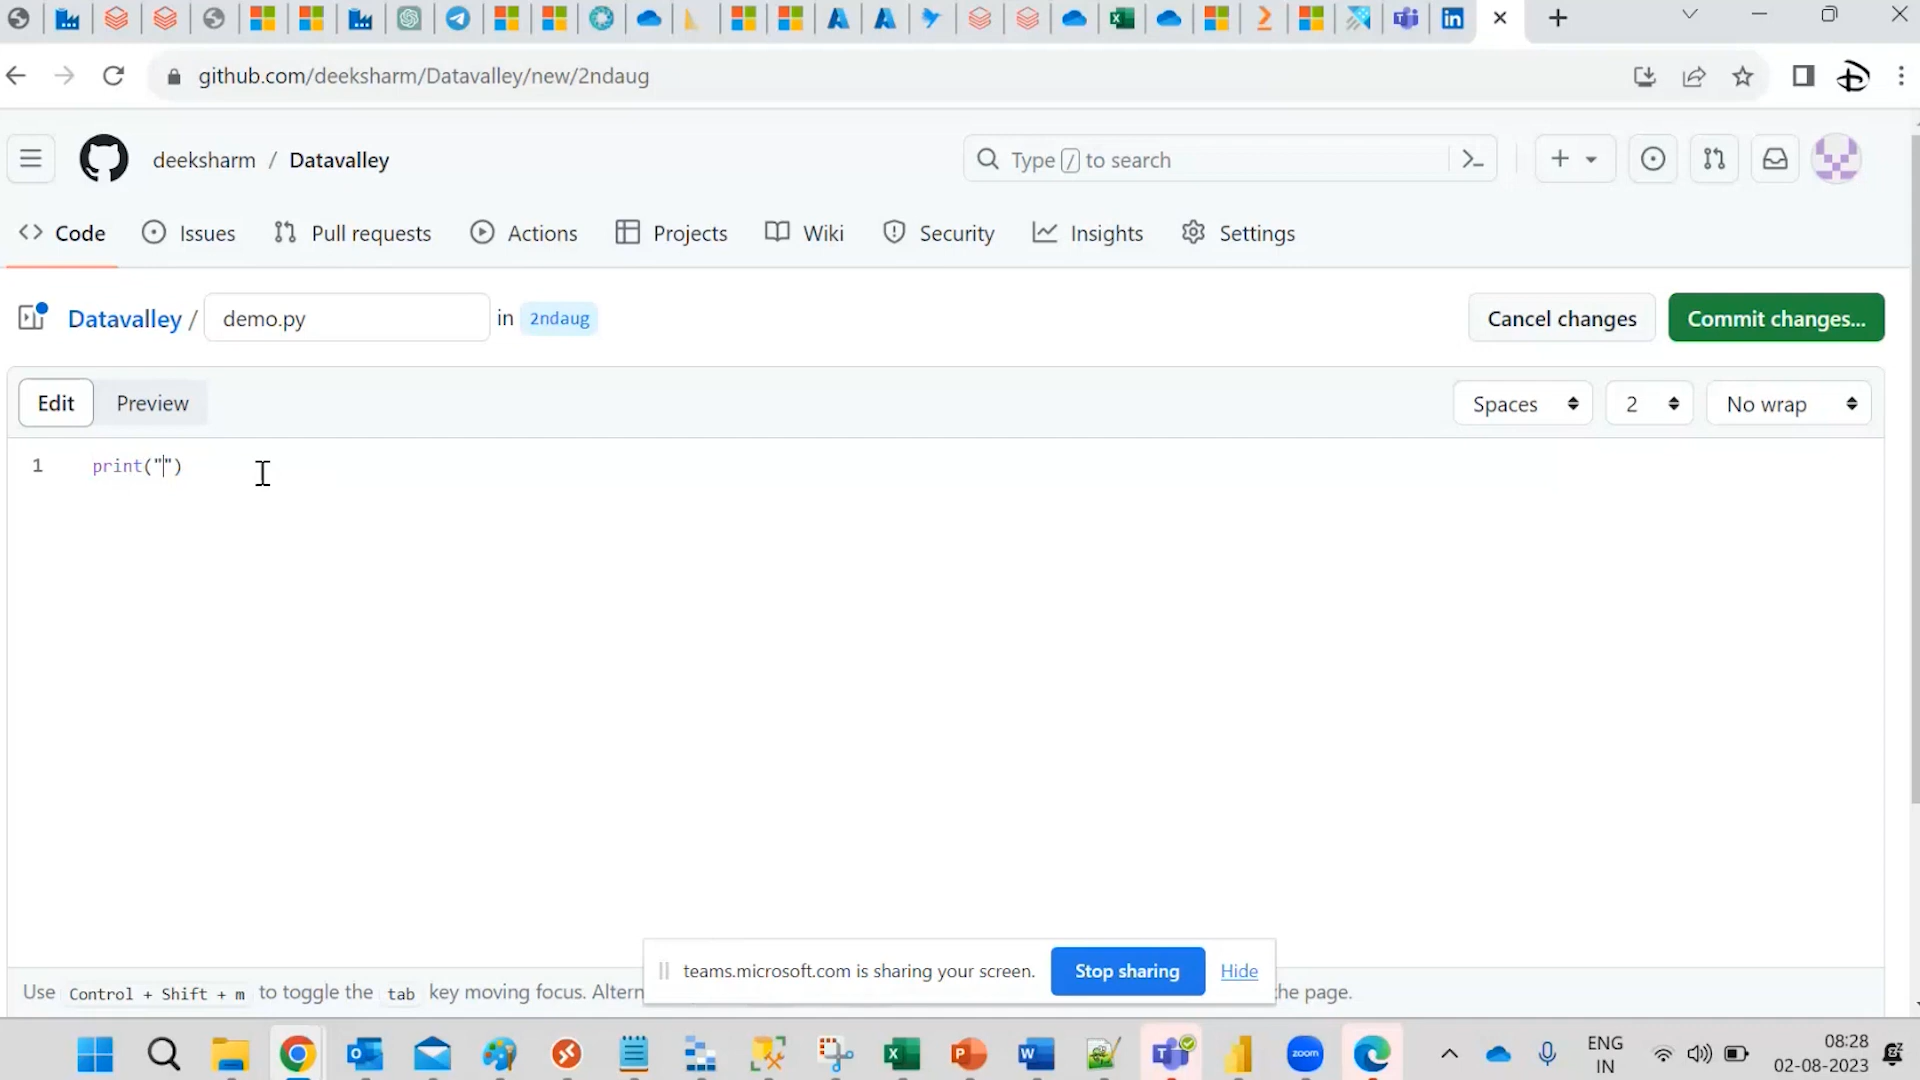 github.com/deeksharm/Datavalley/new/2ndaug
deeksharm / Datavalley
Type / to search
Code
Issues
Pull requests
Actions
Projects
Wiki
Security
Insights
Settings
Datavalley / demo.py in 2ndaug
Cancel changes
Commit changes...
Edit
Preview
Spaces
2
No wrap
1 print("")
teams.microsoft.com is sharing your screen.
Stop sharing
Hide
Use Control + Shift + m to toggle the tab key moving focus. Altern
he page.
zoom
ENG
IN
08:28
02-08-2023